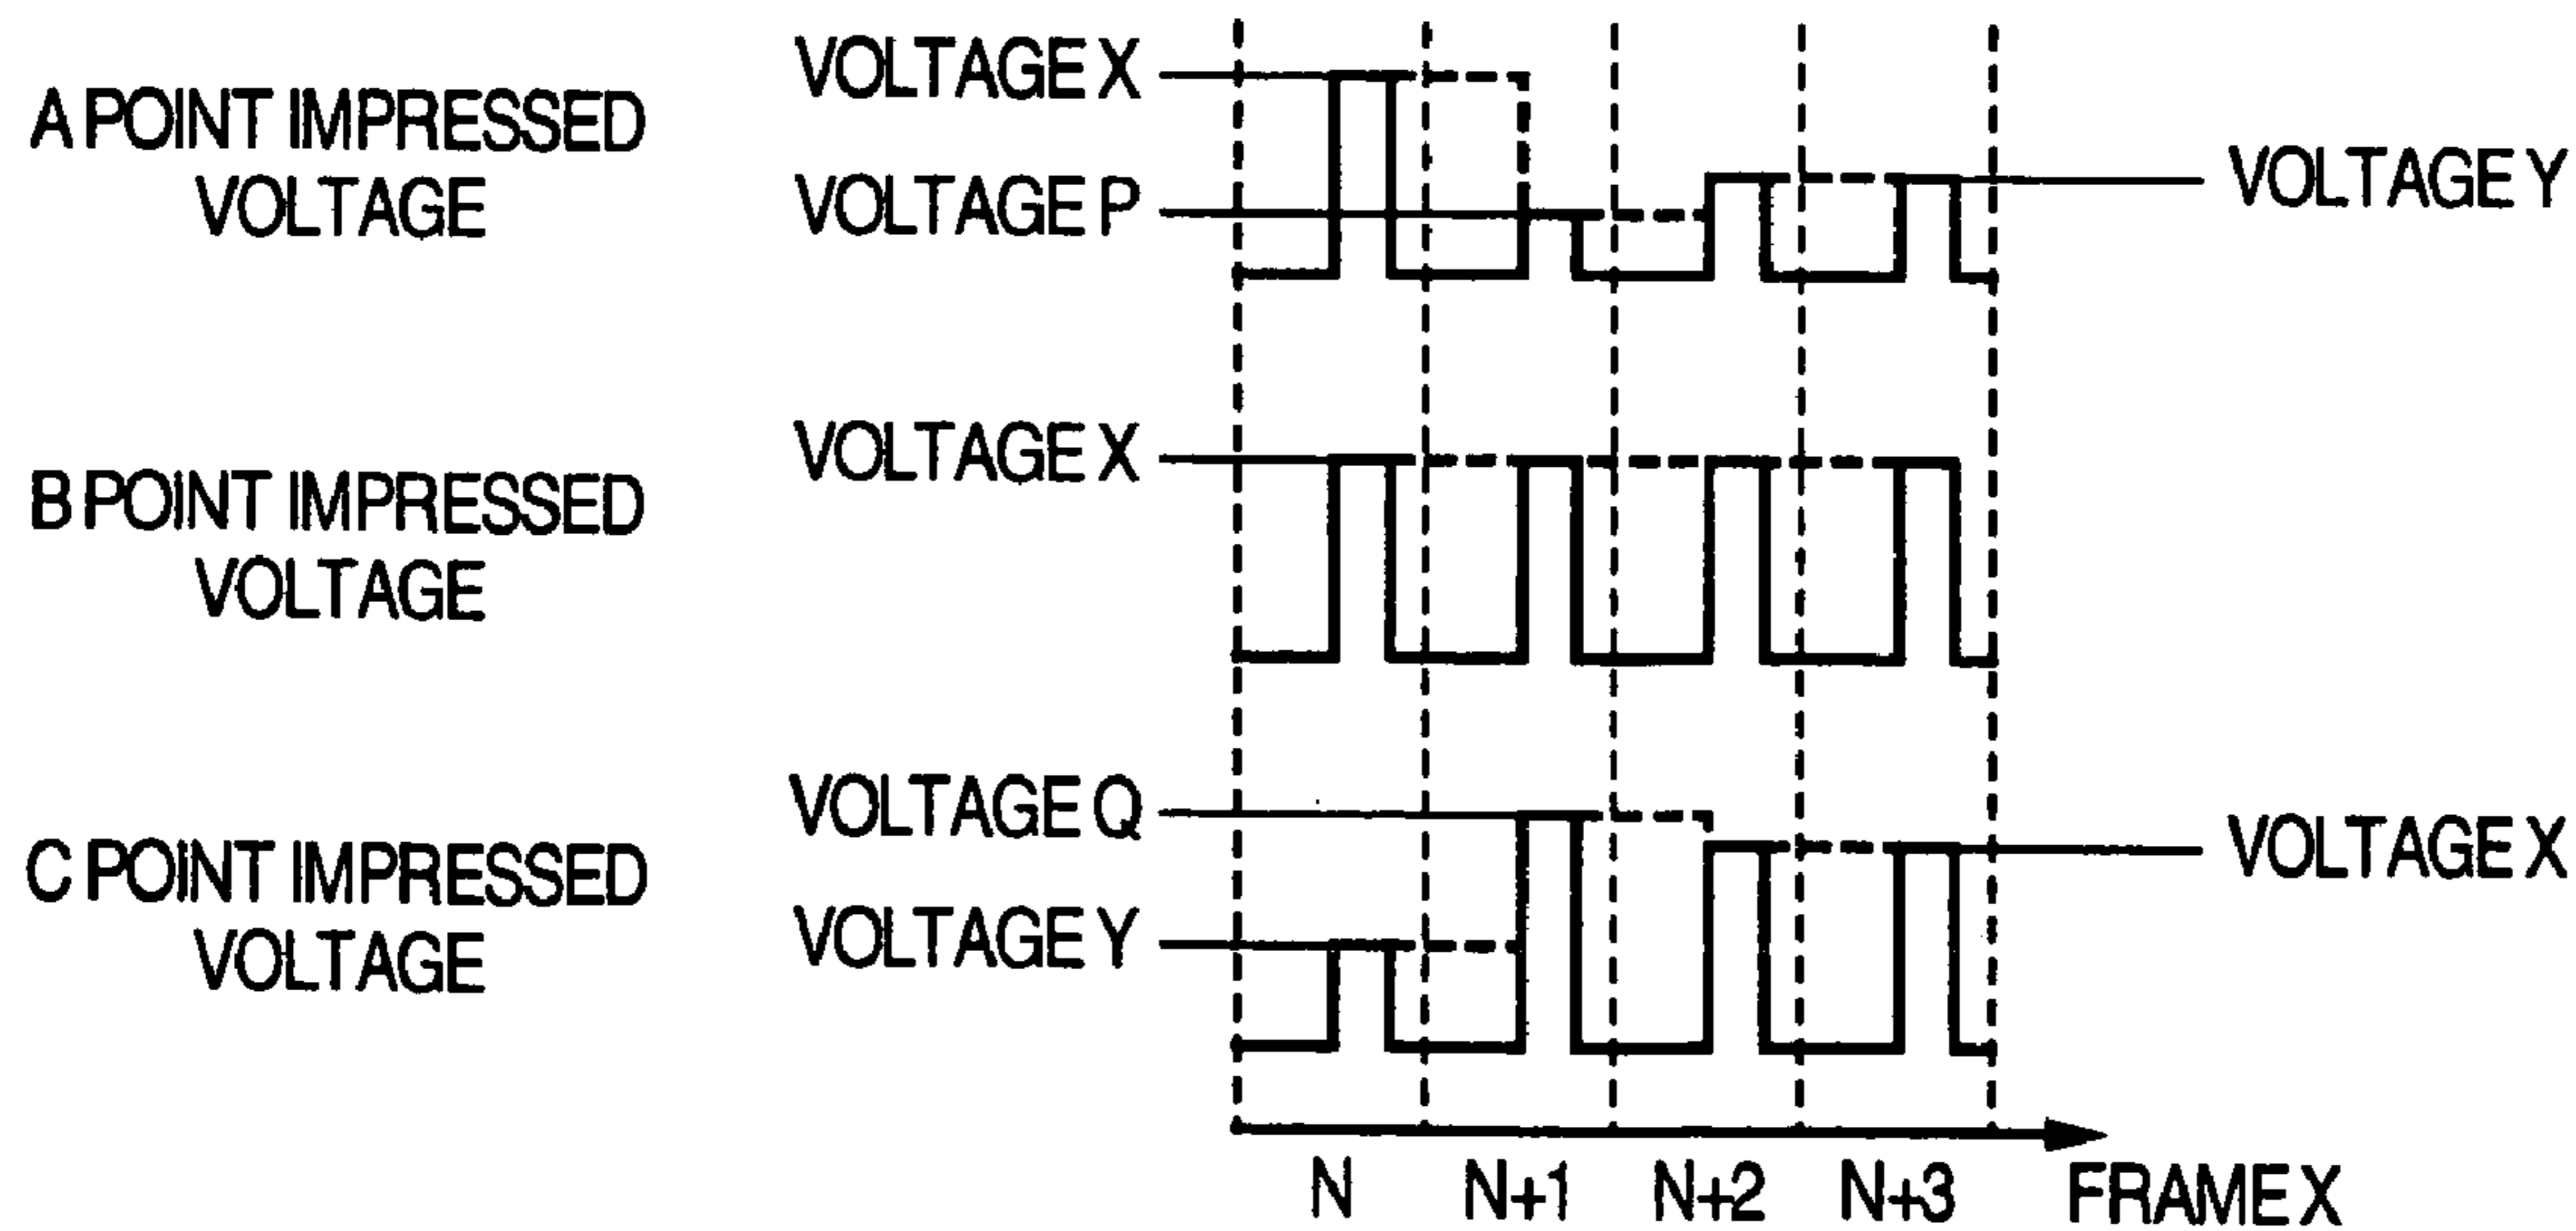 VOLTAGE X
A POINT IMPRESSED
VOLTAGE
VOLTAGE P
VOLTAGE Y
VOLTAGE X
B POINT IMPRESSED
VOLTAGE
VOLTAGE Q
C POINT IMPRESSED
VOLTAGE
VOLTAGE Y
VOLTAGE X
N
N+1
N+2
N+3
FRAME X